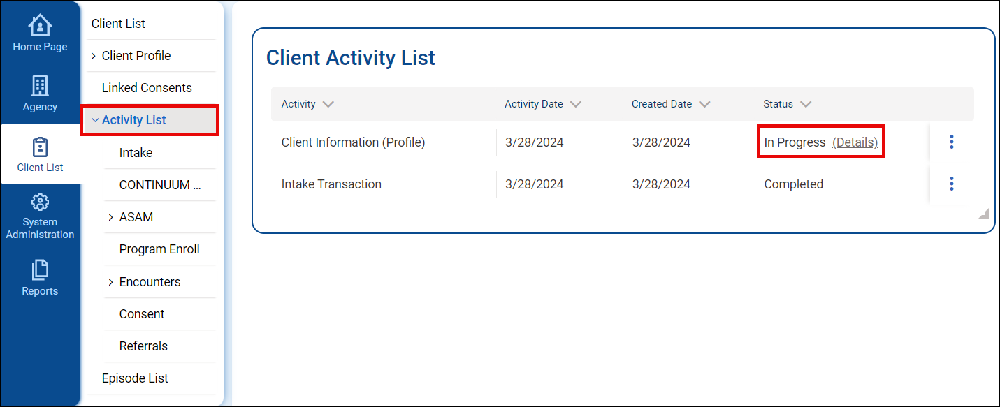 Home Page
Agency
Client List
System
Administration
Reports
Client List
Client Profile
Linked Consents
Activity List
Intake
CONTINUUM ...
ASAM
Program Enroll
Encounters
Consent
Referrals
Episode List
Client Activity List
Activity Activity Date Created Date Status
Client Information (Profile) 3/28/2024 3/28/2024 In Progress (Details)
Intake Transaction 3/28/2024 3/28/2024 Completed